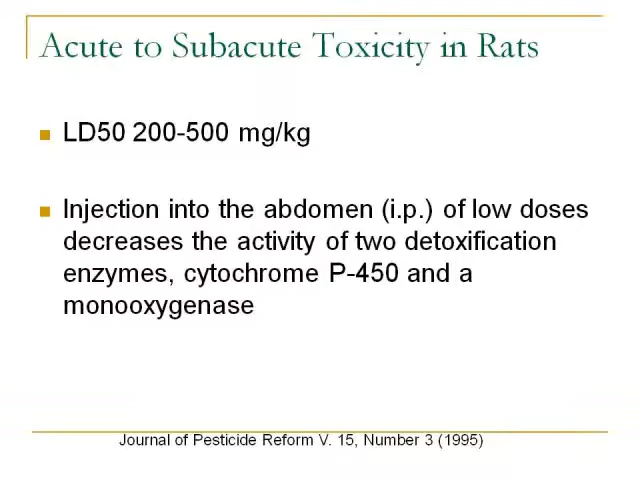 Acute to Subacute Toxicity in Rats
LD50 200-500 mg/kg
Injection into the abdomen (i.p.) of low doses
decreases the activity of two detoxification
enzymes, cytochrome P-450 and a
monooxygenase
Journal of Pesticide Reform V. 15, Number 3 (1995)